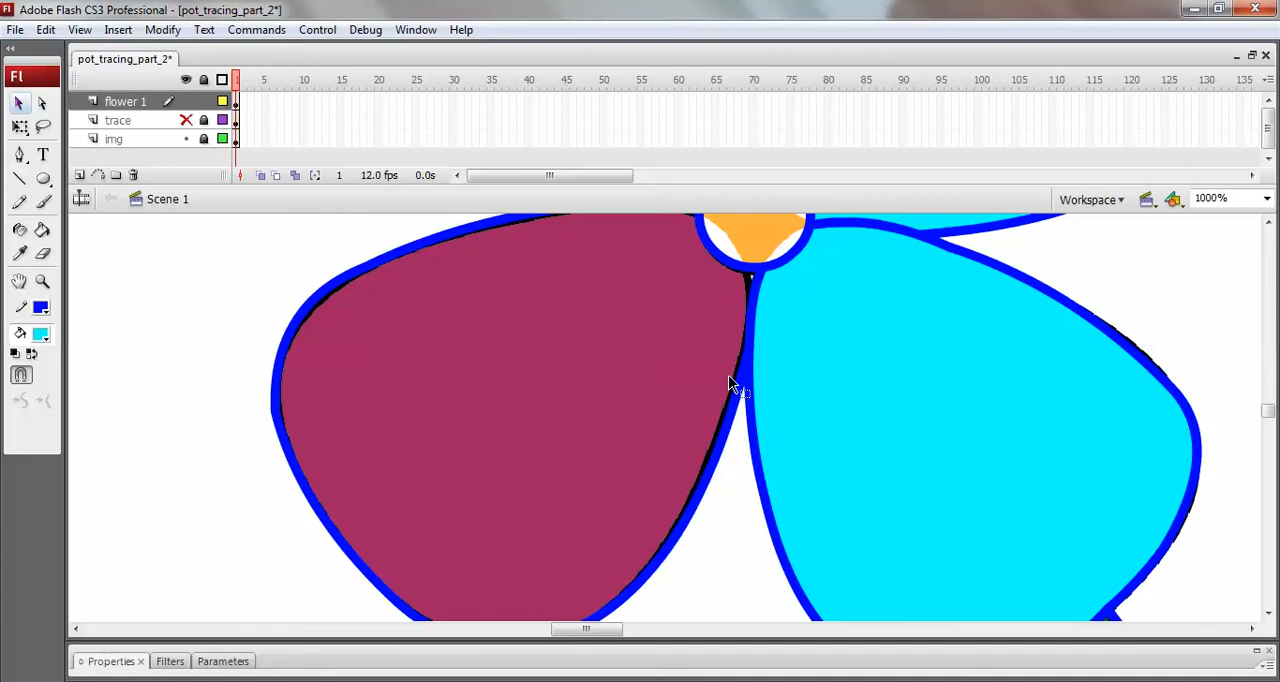 Adobe Flash CS3 Professional - [pot_tracing_part_2*]
File Edit View Insert Modify Text Commands Control Debug Window Help
pot_tracing_part_2*
Fl
1 5 10 15 20 25 30 35 40 45 50 55 60 65 70 75 80 85 90 95 100 105 110 115 120 125 130 135
flower 1
trace
img
1 12.0 fps 0.0s
Scene 1 Workspace 1000%
Properties Filters Parameters